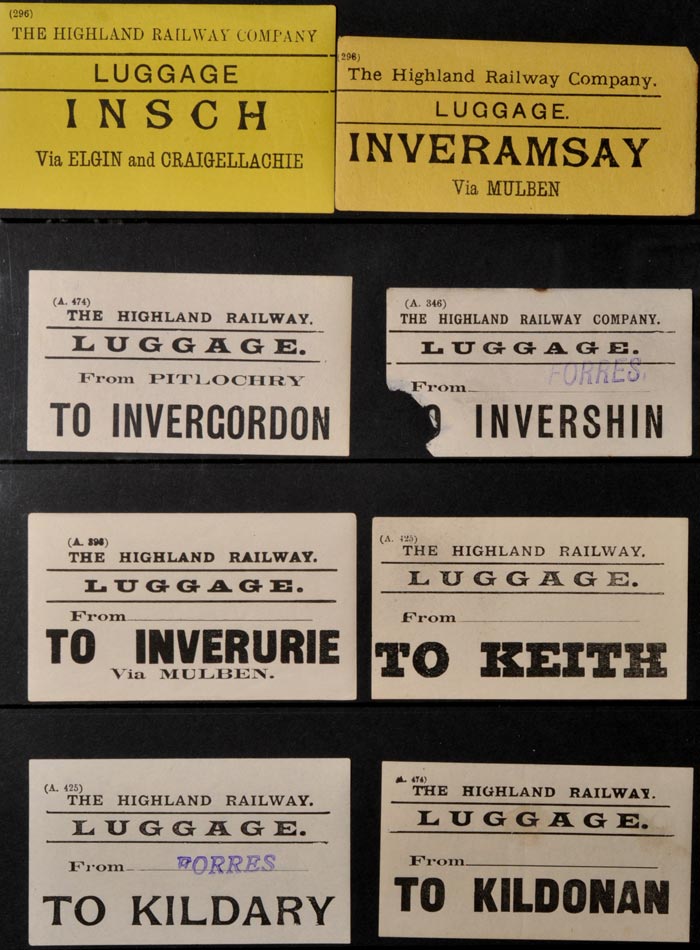 (296)
THE HIGHLAND RAILWAY COMPANY
LUGGAGE
INSCH
Via ELGIN and CRAIGELLACHIE
(296)
The Highland Railway Company.
LUGGAGE.
INVERAMSAY
Via MULBEN
(A. 474)
THE HIGHLAND RAILWAY.
LUGGAGE.
From PITLOCHRY
TO INVERGORDON
(A. 346)
THE HIGHLAND RAILWAY COMPANY.
LUGGAGE.
From FORRES.
INVERSHIN
(A. 396)
THE HIGHLAND RAILWAY.
LUGGAGE.
From
TO INVERURIE
Via MULBEN.
(A. 425)
THE HIGHLAND RAILWAY.
LUGGAGE.
From
TO KEITH
(A. 425)
THE HIGHLAND RAILWAY.
LUGGAGE.
From FORRES
TO KILDARY
A. 474)
THE HIGHLAND RAILWAY.
LUGGAGE.
From
TO KILDONAN